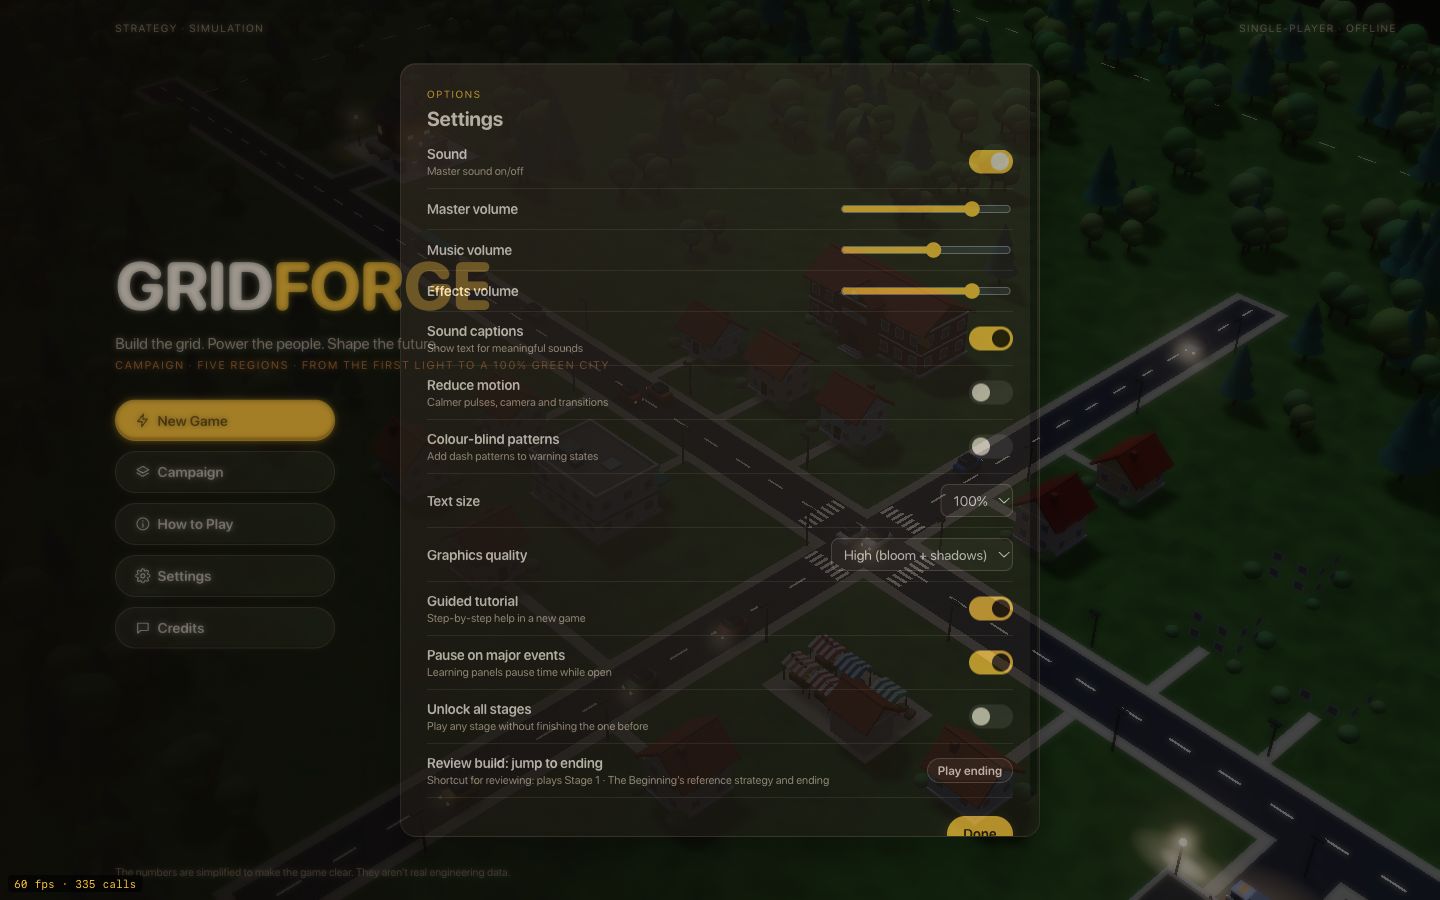 STRATEGY · SIMULATION
SINGLE-PLAYER · OFFLINE
OPTIONS
Settings
Sound
Master sound on/off
Master volume
Music volume
Effects volume
Sound captions
Show text for meaningful sounds
Reduce motion
Calmer pulses, camera and transitions
Colour-blind patterns
Add dash patterns to warning states
Text size
100%
Graphics quality
High (bloom + shadows)
Guided tutorial
Step-by-step help in a new game
Pause on major events
Learning panels pause time while open
Unlock all stages
Play any stage without finishing the one before
Review build: jump to ending
Shortcut for reviewing: plays Stage 1 · The Beginning's reference strategy and ending
Play ending
Done
GRIDFORGE
Build the grid. Power the people. Shape the future.
CAMPAIGN · FIVE REGIONS · FROM THE FIRST LIGHT TO A 100% GREEN CITY
New Game
Campaign
How to Play
Settings
Credits
The numbers are simplified to make the game clear. They aren't real engineering data.
60 fps · 335 calls